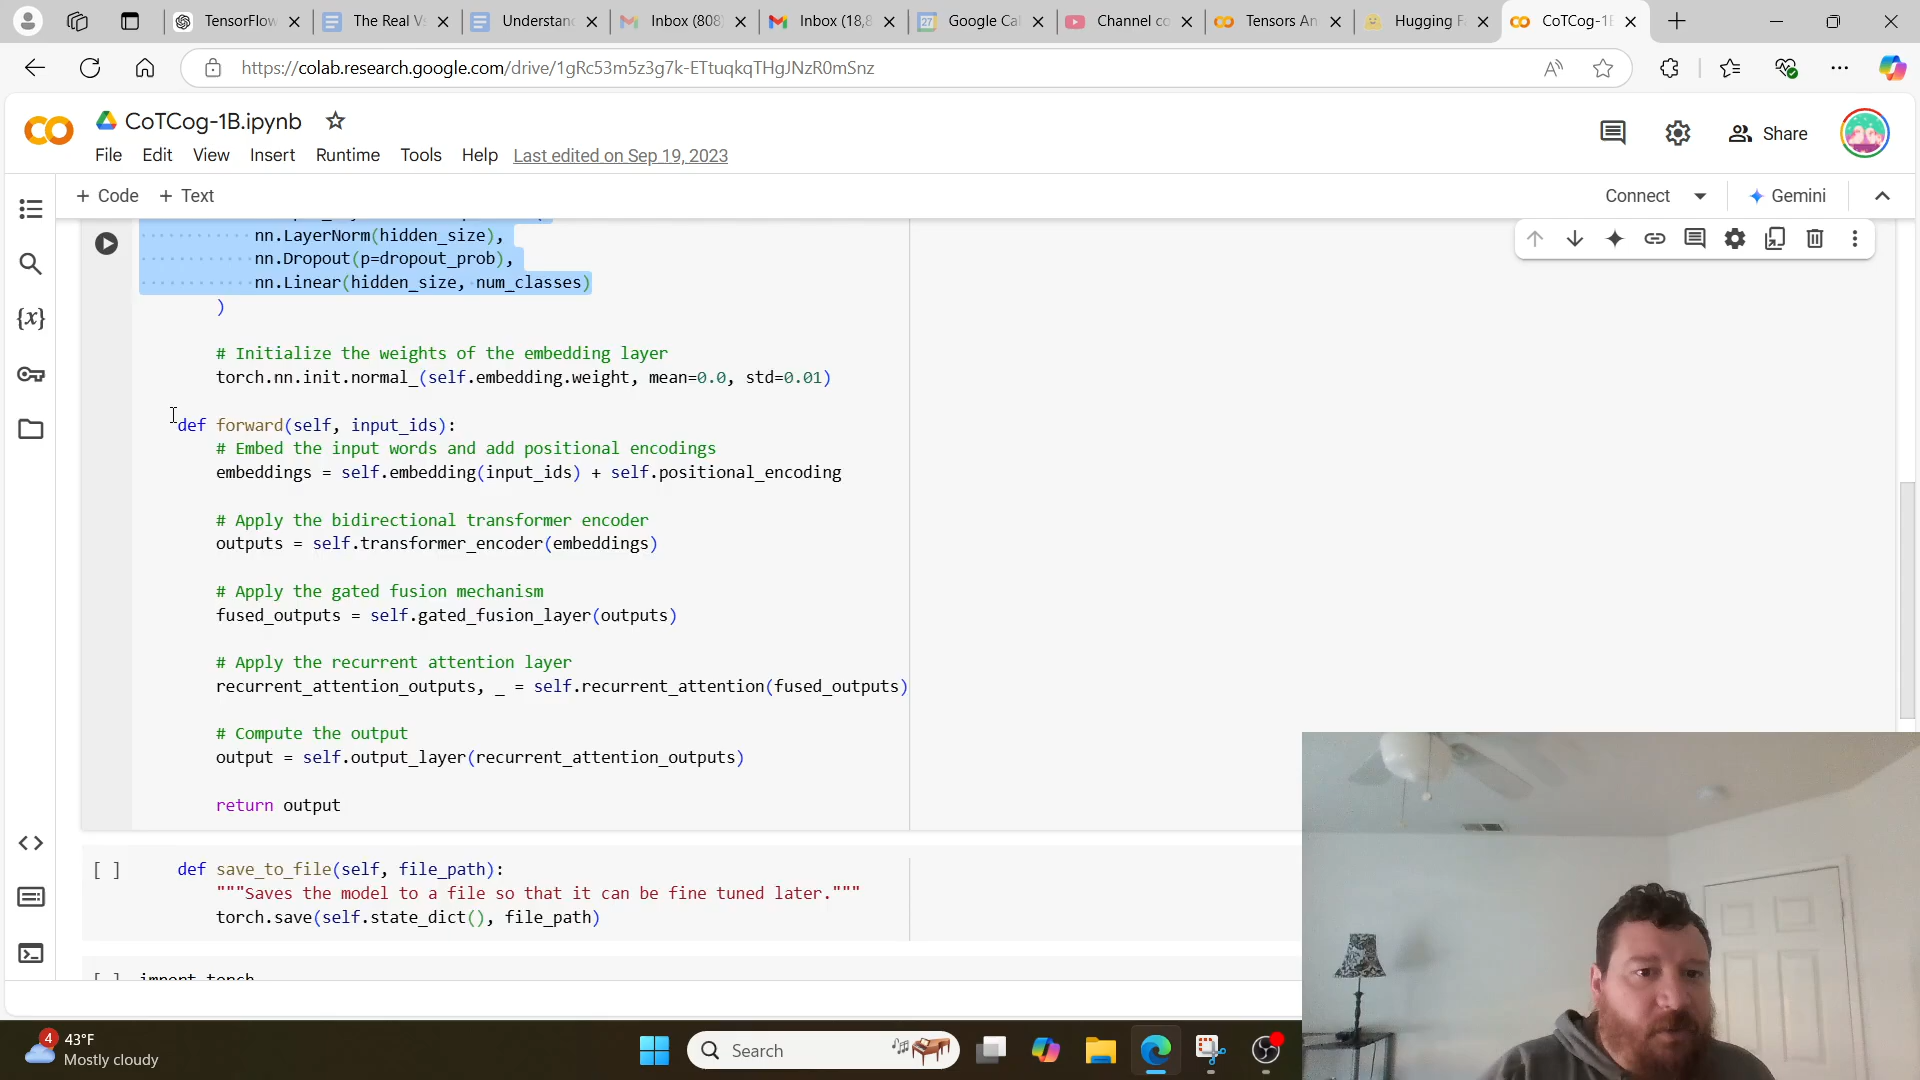 TensorFlow
The Real Vs
Understand
Inbox (808)
Inbox (18,8
Google Cal
Channel co
Tensors An
Hugging F
CoTCog-1B
https://colab.research.google.com/drive/1gRc53m5z3g7k-ETtuqkqTHgJNzR0mSnz
CoTCog-1B.ipynb
Share
File Edit View Insert Runtime Tools Help Last edited on Sep 19, 2023
+ Code + Text
Connect
Gemini
nn.LayerNorm(hidden_size),
nn.Dropout(p=dropout_prob),
nn.Linear(hidden_size, num_classes)
)
# Initialize the weights of the embedding layer
torch.nn.init.normal_(self.embedding.weight, mean=0.0, std=0.01)
def forward(self, input_ids):
# Embed the input words and add positional encodings
embeddings = self.embedding(input_ids) + self.positional_encoding
# Apply the bidirectional transformer encoder
outputs = self.transformer_encoder(embeddings)
# Apply the gated fusion mechanism
fused_outputs = self.gated_fusion_layer(outputs)
# Apply the recurrent attention layer
recurrent_attention_outputs, _ = self.recurrent_attention(fused_outputs)
# Compute the output
output = self.output_layer(recurrent_attention_outputs)
return output
[ ] def save_to_file(self, file_path):
"""Saves the model to a file so that it can be fine tuned later."""
torch.save(self.state_dict(), file_path)
[ ] import torch
4
43°F
Mostly cloudy
Search